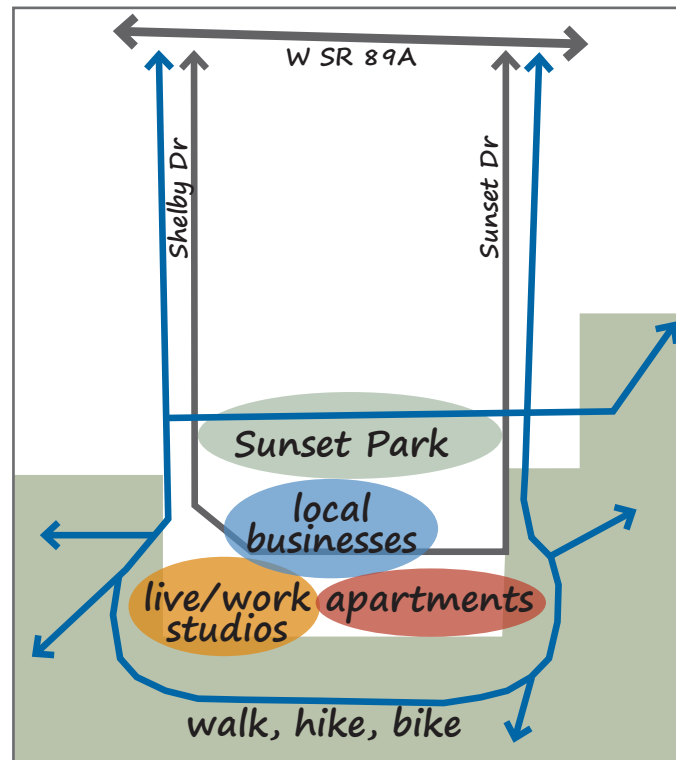 W SR 89A
Shelby Dr
Sunset Dr
Sunset Park
local
businesses
live/work
studios
apartments
walk, hike, bike